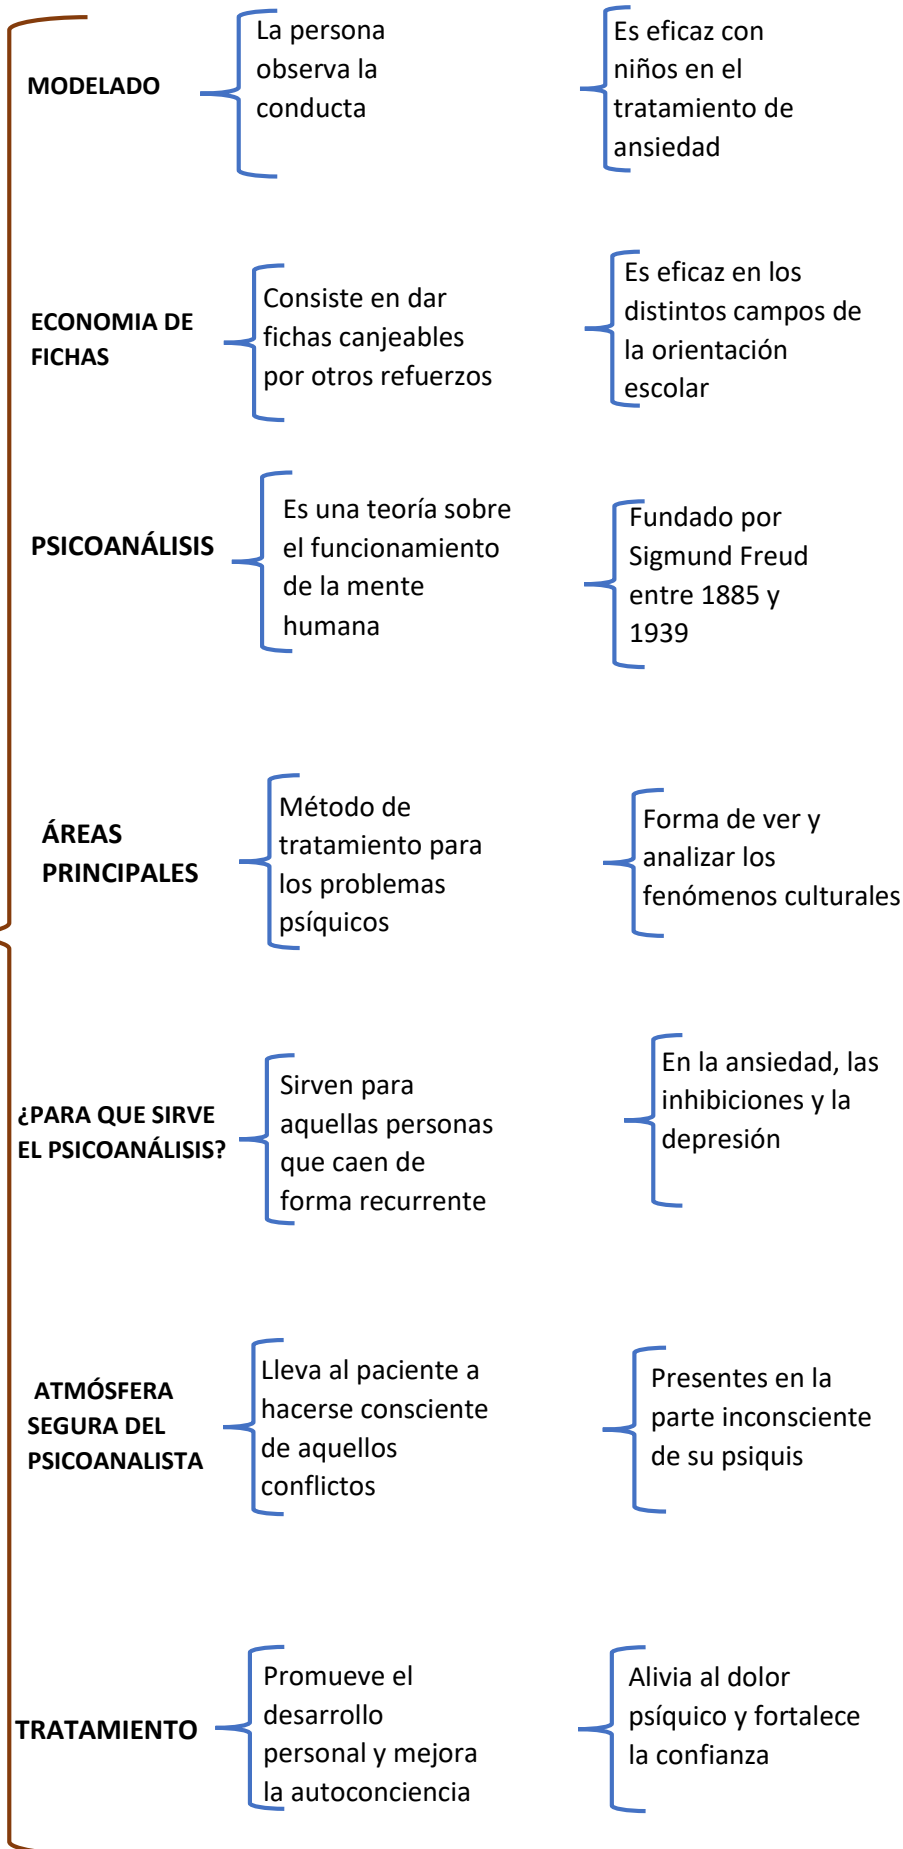 MODELADO
La persona
observa la
conducta
Es eficaz con
niños en el
tratamiento de
ansiedad
ECONOMIA DE
FICHAS
Consiste en dar
fichas canjeables
por otros refuerzos
Es eficaz en los
distintos campos de
la orientación
escolar
PSICOANÁLISIS
Es una teoría sobre
el funcionamiento
de la mente
humana
Fundado por
Sigmund Freud
entre 1885 y
1939
ÁREAS
PRINCIPALES
Método de
tratamiento para
los problemas
psíquicos
Forma de ver y
analizar los
fenómenos culturales
¿PARA QUE SIRVE
EL PSICOANÁLISIS?
Sirven para
aquellas personas
que caen de
forma recurrente
En la ansiedad, las
inhibiciones y la
depresión
ATMÓSFERA
SEGURA DEL
PSICOANALISTA
Lleva al paciente a
hacerse consciente
de aquellos
conflictos
Presentes en la
parte inconsciente
de su psiquis
TRATAMIENTO
Promueve el
desarrollo
personal y mejora
la autoconciencia
Alivia al dolor
psíquico y fortalece
la confianza